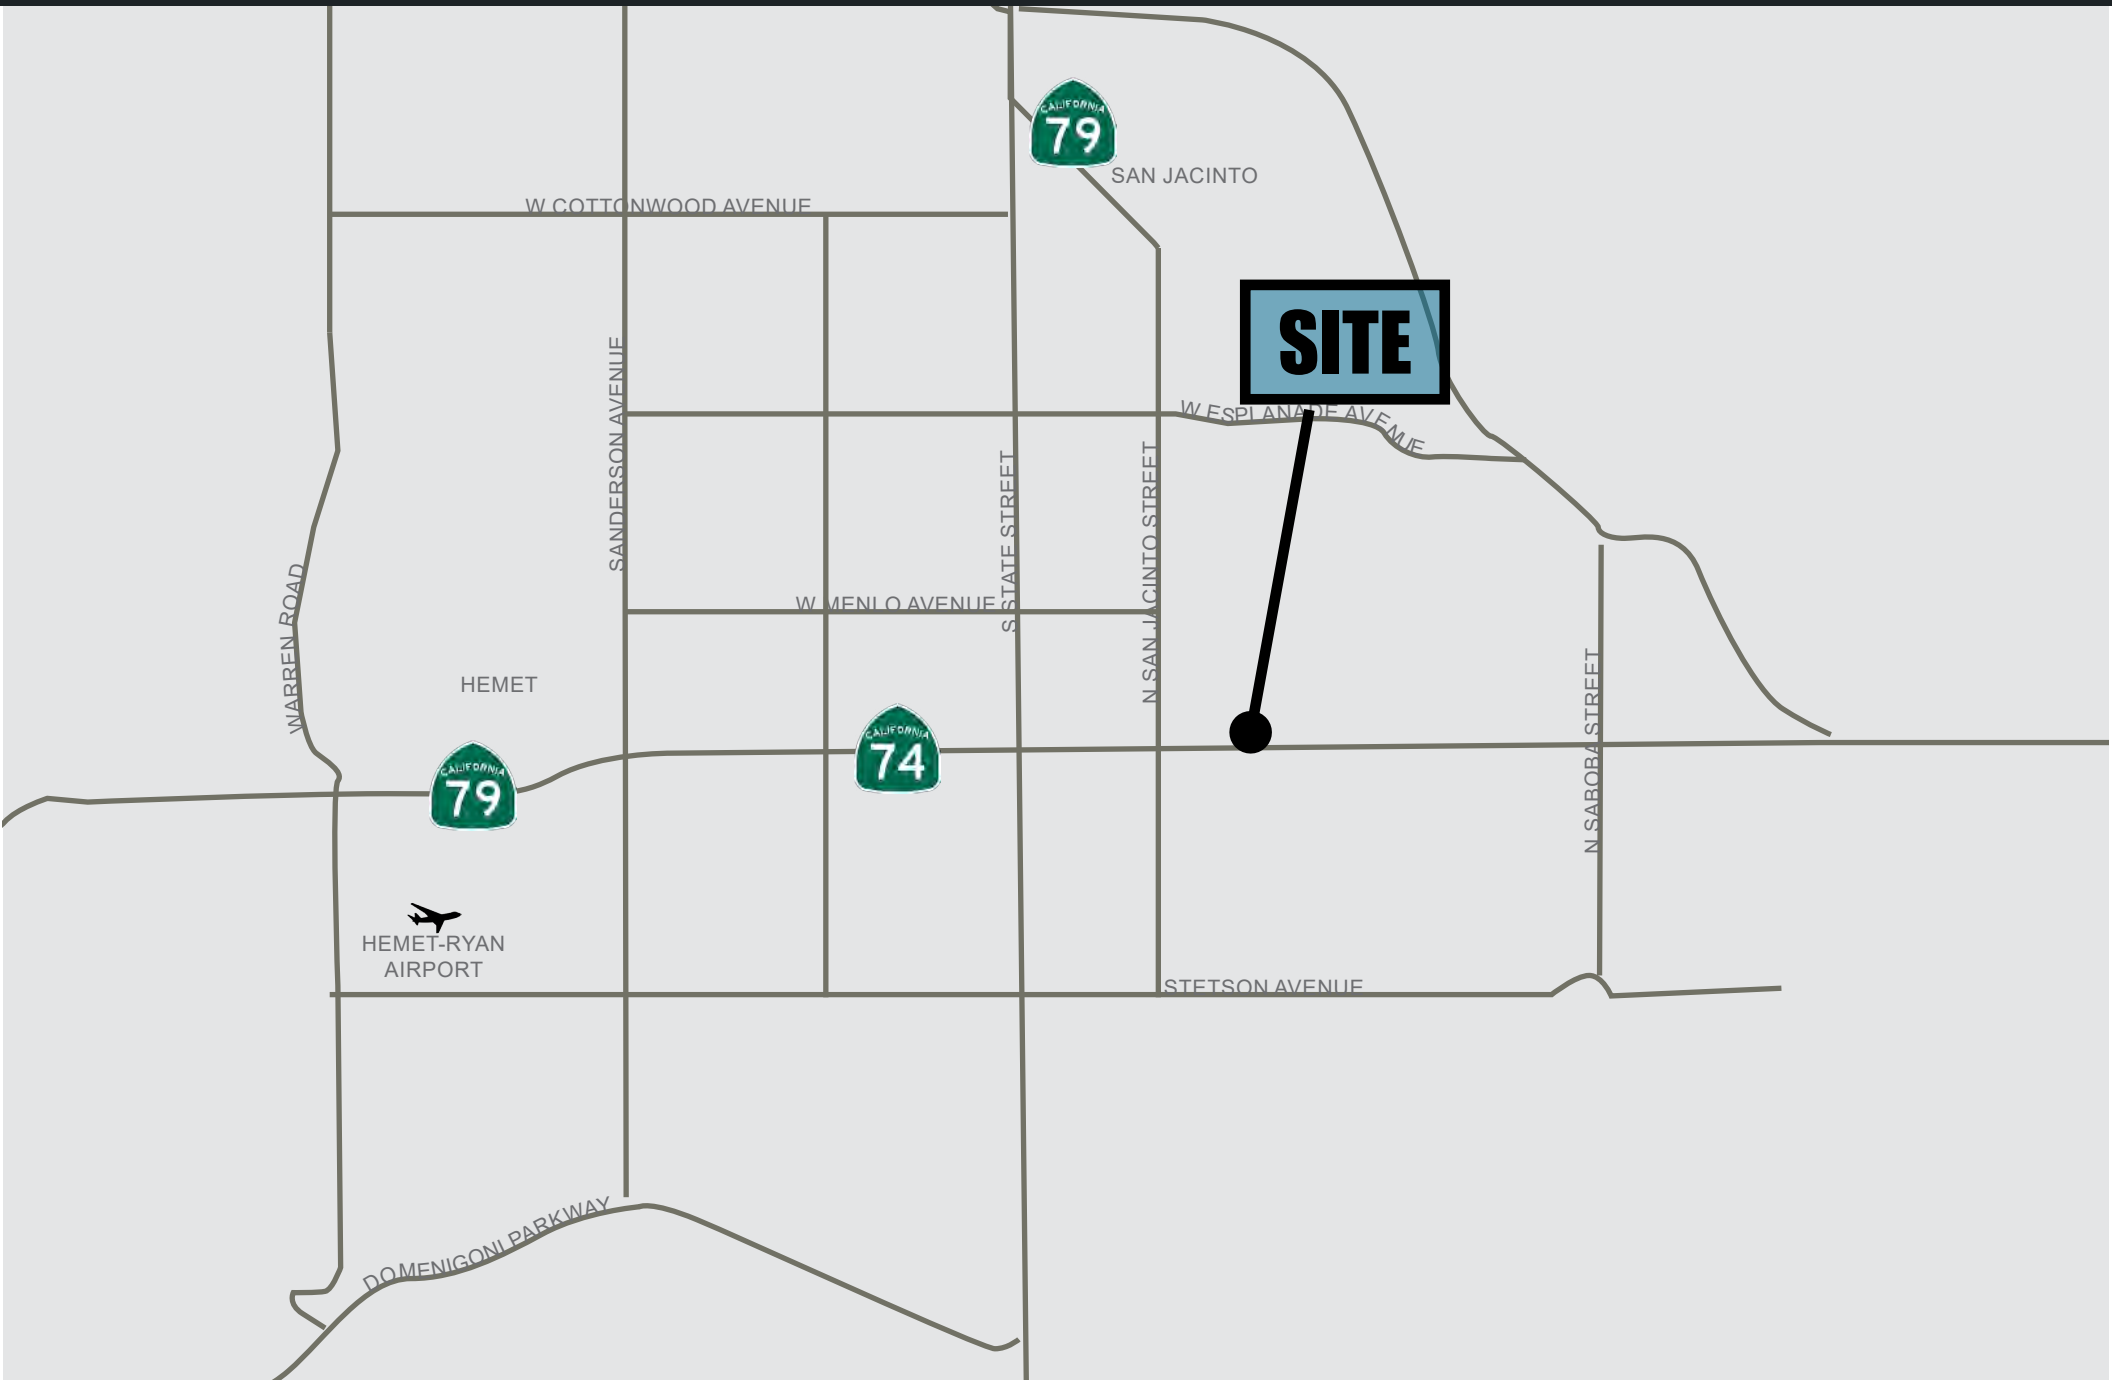 CALIFORNIA
79
SAN JACINTO
W COTTONWOOD AVENUE
SITE
SANDERSON AVENUE
W ESPLANADE AVENUE
S STATE STREET
N SAN JACINTO STREET
WARREN ROAD
W MENLO AVENUE
HEMET
N SABOBA STREET
CALIFORNIA
74
CALIFORNIA
79
HEMET-RYAN
AIRPORT
STETSON AVENUE
DOMENIGONI PARKWAY